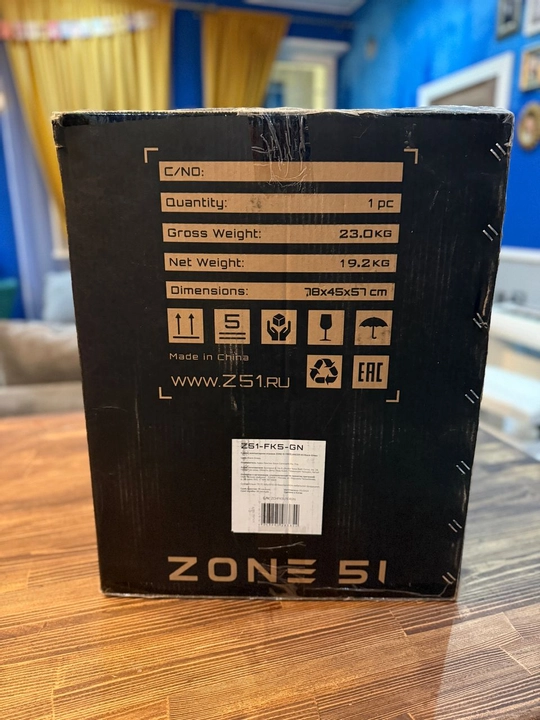 C/NO:
Quantity: 1 pc
Gross Weight: 23.0KG
Net Weight: 19.2KG
Dimensions: 78x45x57 cm
5
Made in China
www.Z51.RU
EAC
Z51-FK5-GN
ZONE 51